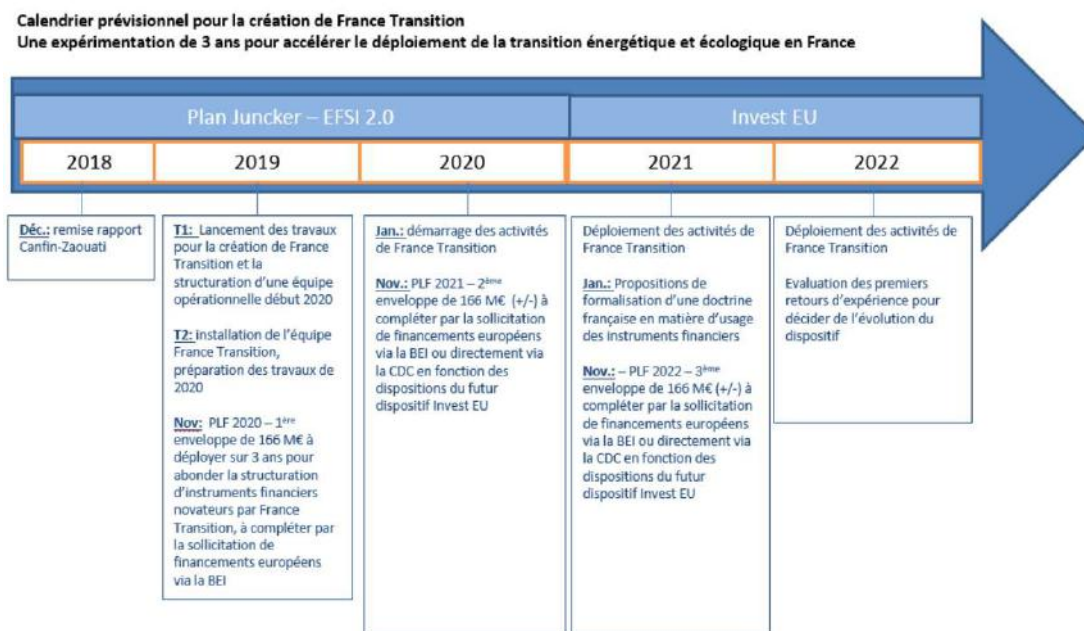 Calendrier prévisionnel pour la création de France Transition
Une expérimentation de 3 ans pour accélérer le déploiement de la transition énergétique et écologique en France
Plan Juncker – EFSI 2.0
Invest EU
2018
2019
2020
2021
2022
Déc.: remise rapport
Canfin-Zaouati
T1: Lancement des travaux
pour la création de France
Transition et la
structuration d'une équipe
opérationnelle début 2020
T2: installation de l'équipe
France Transition,
préparation des travaux de
2020
Nov: PLF 2020 – 1ère
enveloppe de 166 M€ à
déployer sur 3 ans pour
abonder la structuration
d'instruments financiers
novateurs par France
Transition, à compléter par
la sollicitation de
financements européens
via la BEI
Jan.: démarrage des activités
de France Transition
Nov.: PLF 2021 – 2ème
enveloppe de 166 M€ (+/-) à
compléter par la sollicitation
de financements européens
via la BEI ou directement via
la CDC en fonction des
dispositions du futur
dispositif Invest EU
Déploiement des activités de
France Transition
Jan.: Propositions de
formalisation d'une doctrine
française en matière d'usage
des instruments financiers
Nov.: – PLF 2022 – 3ème
enveloppe de 166 M€ (+/-) à
compléter par la sollicitation
de financements européens
via la BEI ou directement via
la CDC en fonction des
dispositions du futur
dispositif Invest EU
Déploiement des activités de
France Transition
Evaluation des premiers
retours d'expérience pour
décider de l'évolution du
dispositif